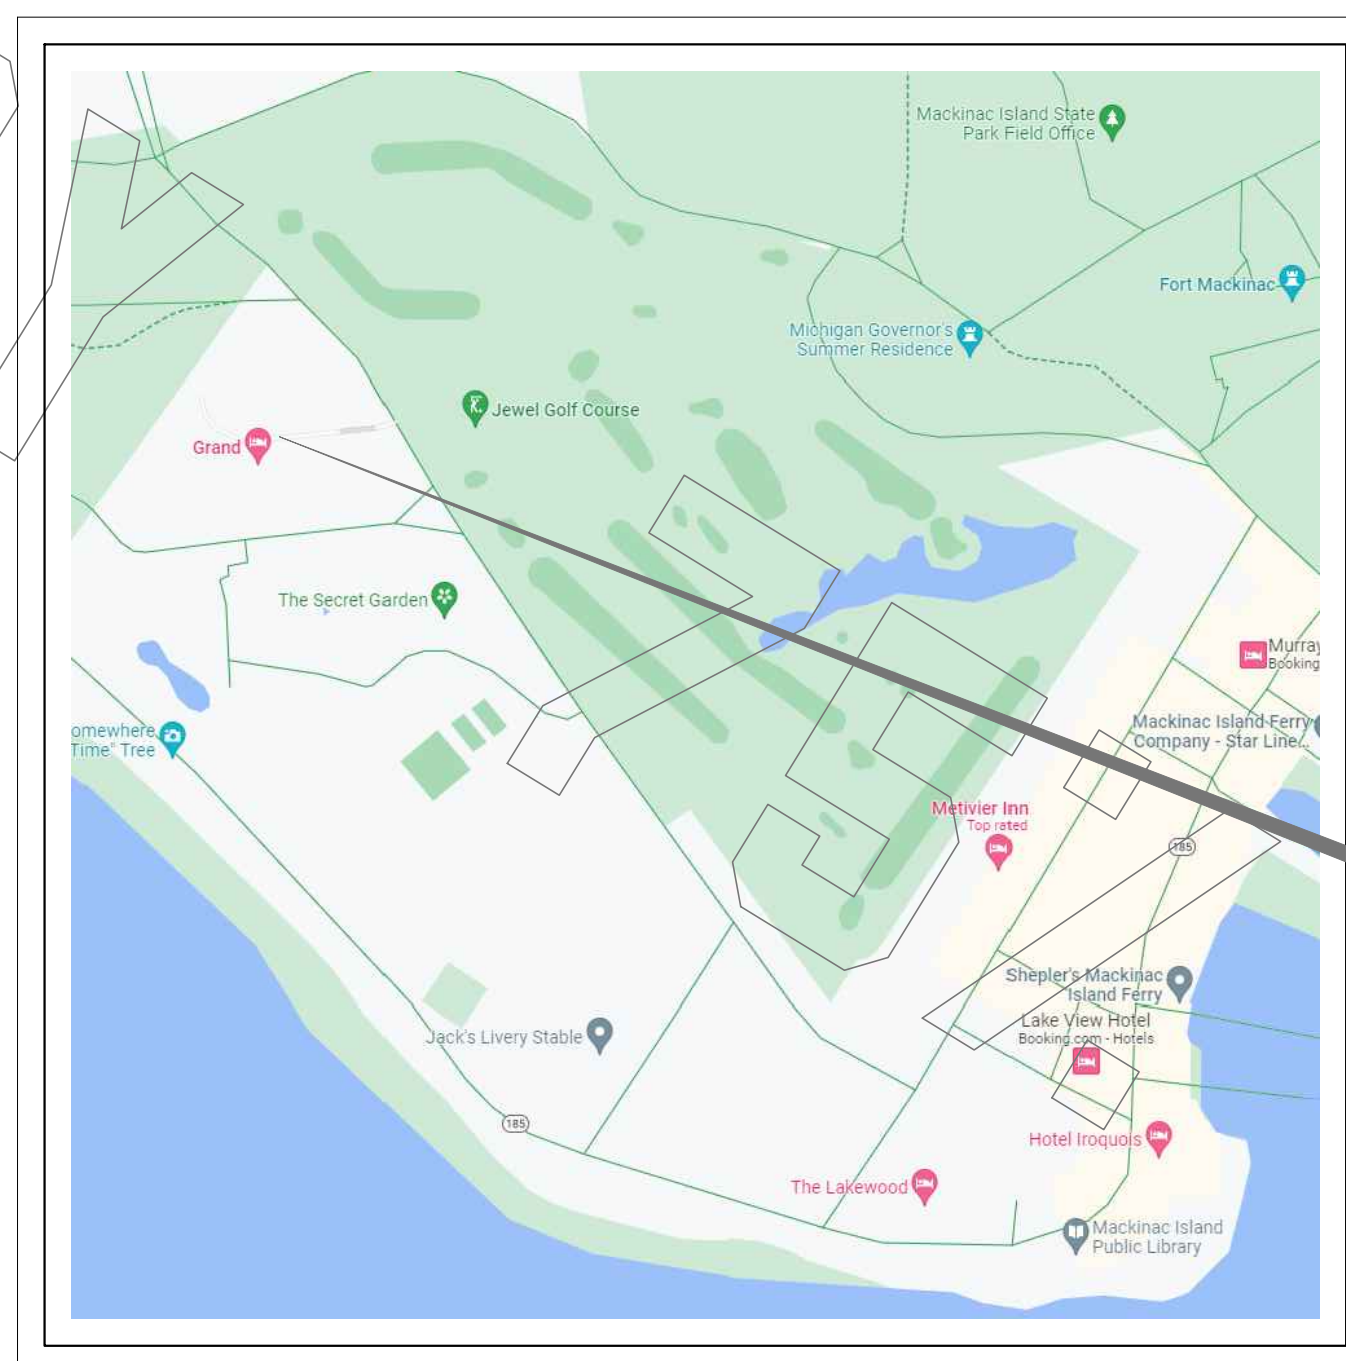 Mackinac Island State
Park Field Office
Fort Mackinac
Michigan Governor's
Summer Residence
Jewel Golf Course
Grand
The Secret Garden
Murray
Booking
omewhere
Time" Tree
Mackinac Island Ferry
Company - Star Line...
Metivier Inn
Top rated
185
Shepler's Mackinac
Island Ferry
Lake View Hotel
Booking.com - Hotels
Jack's Livery Stable
185
Hotel Iroquois
The Lakewood
Mackinac Island
Public Library